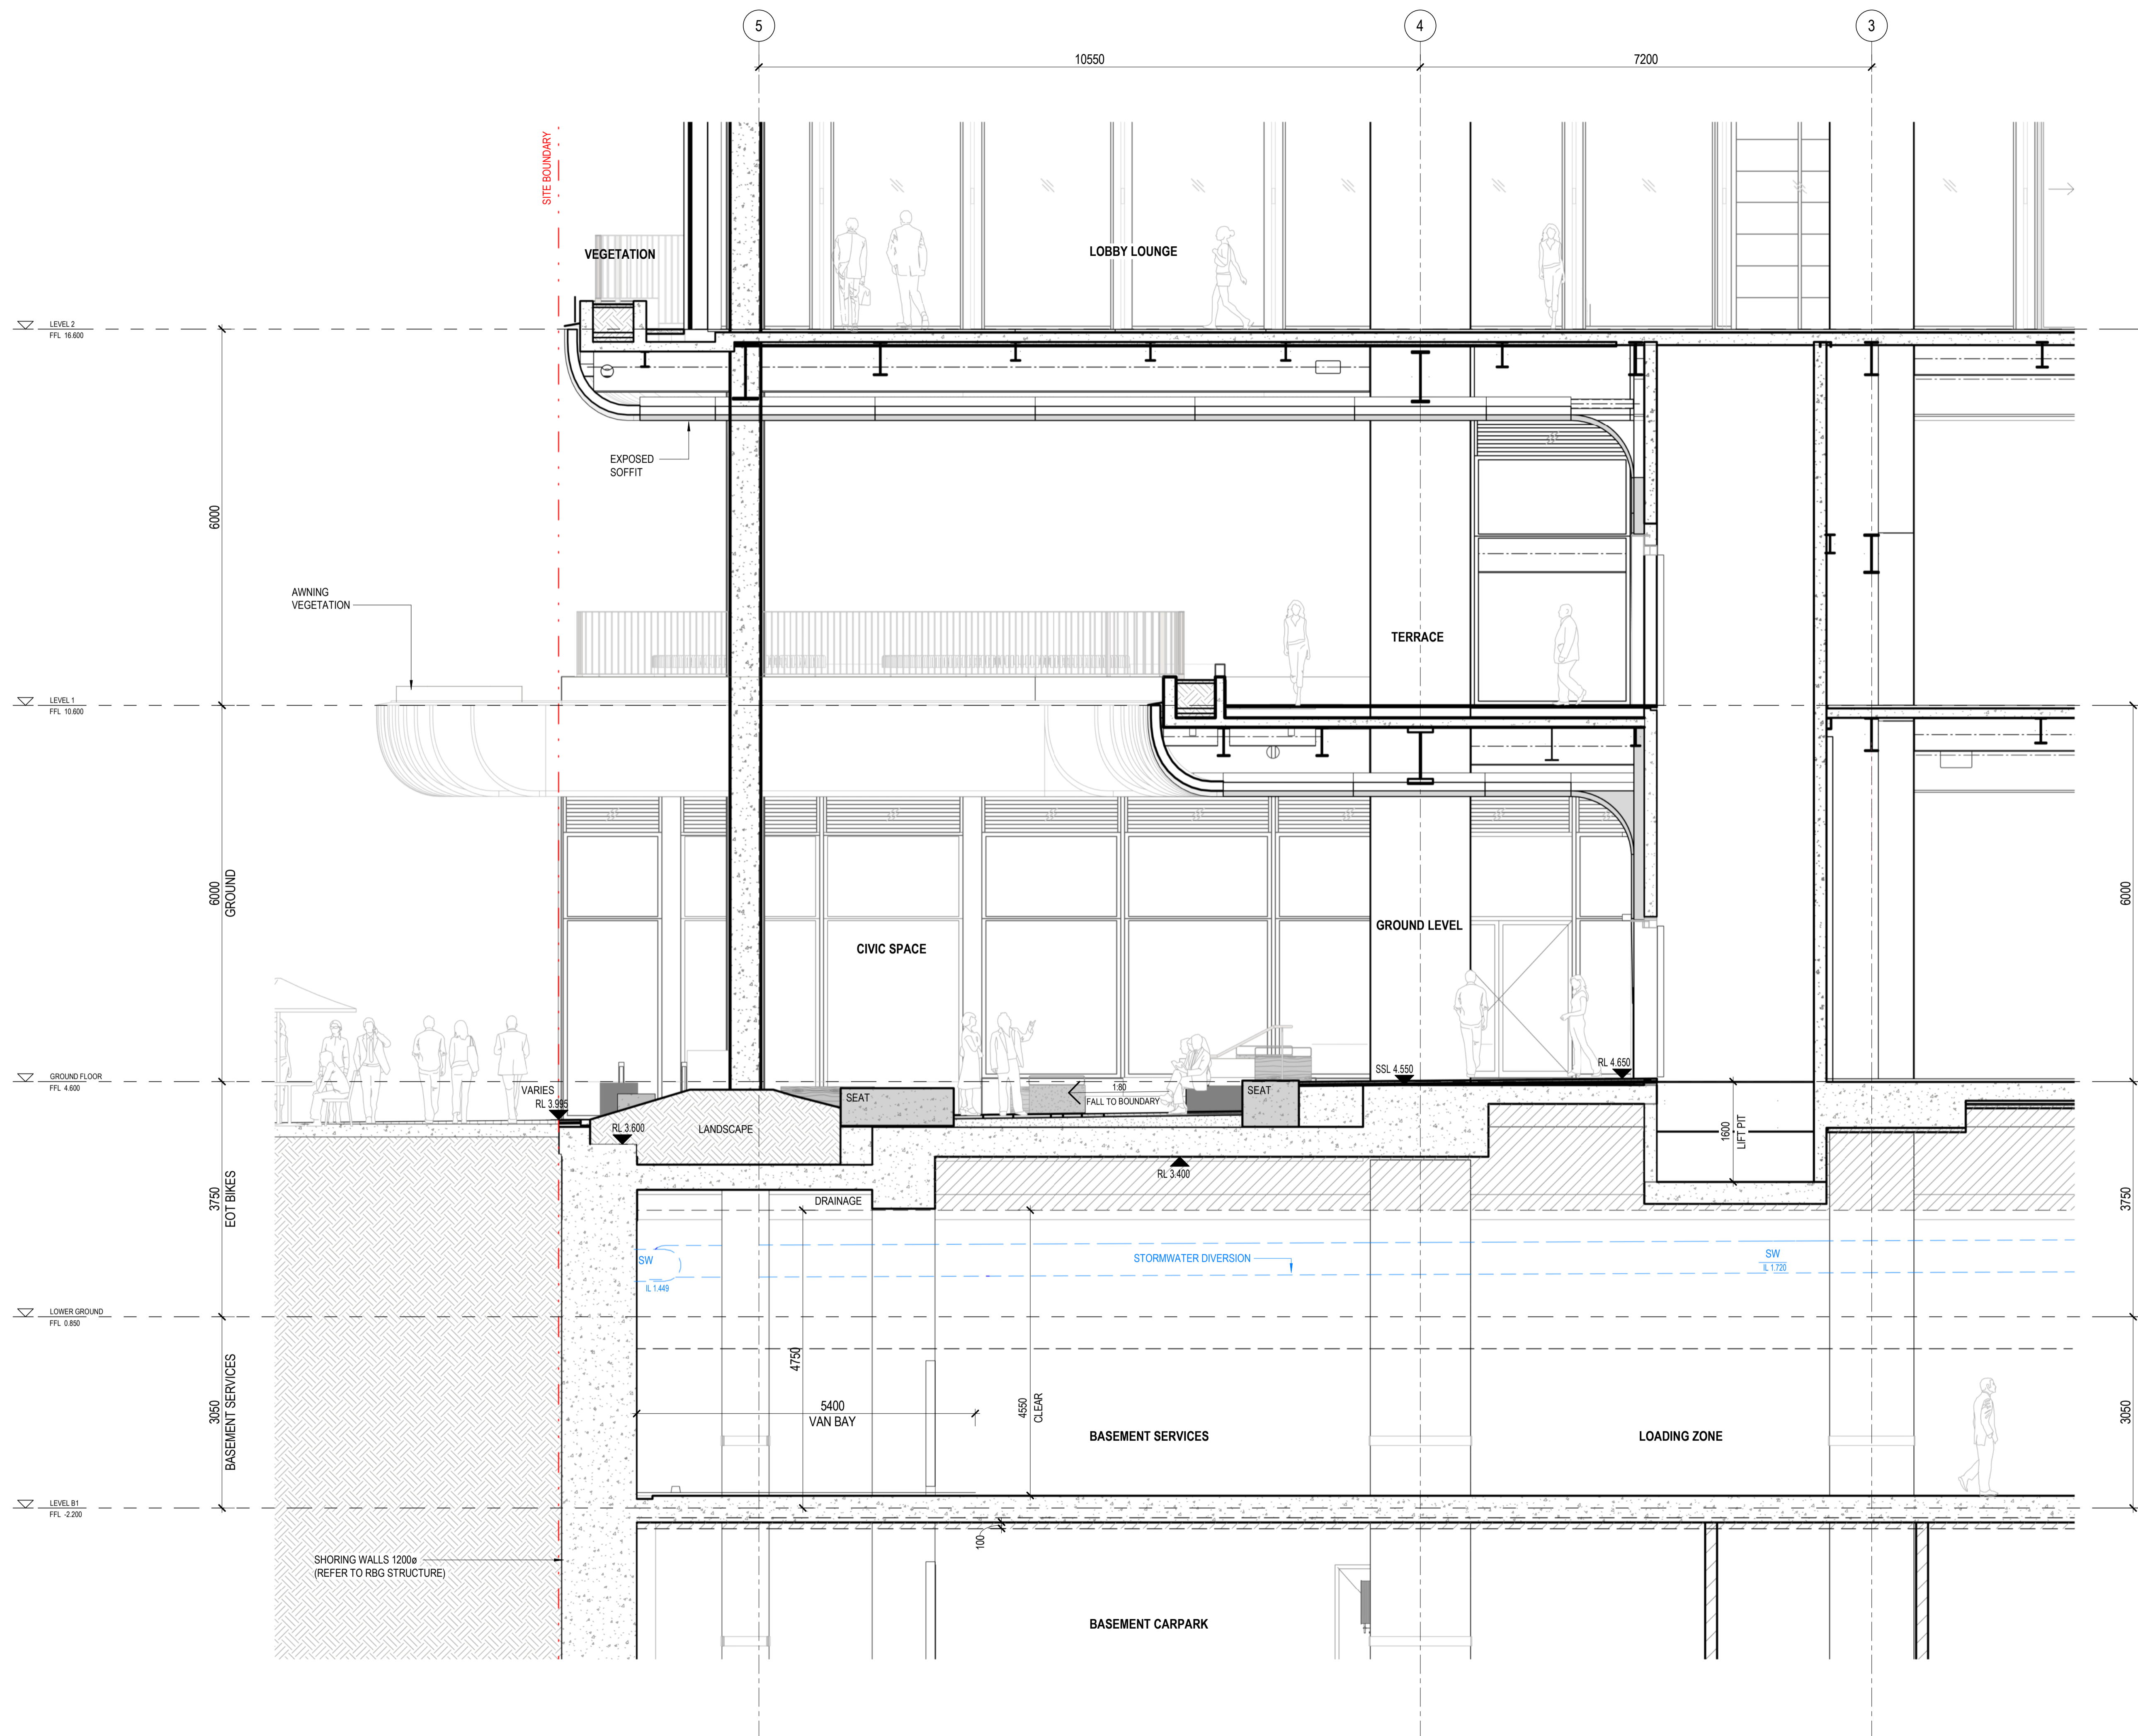 5
4
3
10550
7200
SITE BOUNDARY
VEGETATION
LOBBY LOUNGE
LEVEL 2
FFL 16.600
EXPOSED
SOFFIT
6000
AWNING
VEGETATION
TERRACE
LEVEL 1
FFL 10.600
6000
GROUND
6000
CIVIC SPACE
GROUND LEVEL
GROUND FLOOR
FFL 4.600
VARIES
RL 3.995
RL 3.600
LANDSCAPE
SEAT
1:80
FALL TO BOUNDARY
SEAT
SSL 4.550
RL 4.650
1600
LIFT PIT
RL 3.400
3750
EOT BIKES
3750
DRAINAGE
SW
IL 1.449
STORMWATER DIVERSION
SW
IL 1.720
LOWER GROUND
FFL 0.850
3050
BASEMENT SERVICES
4750
5400
VAN BAY
4550
CLEAR
BASEMENT SERVICES
LOADING ZONE
3050
LEVEL B1
FFL -2.200
100
SHORING WALLS 1200ø
(REFER TO RBG STRUCTURE)
BASEMENT CARPARK